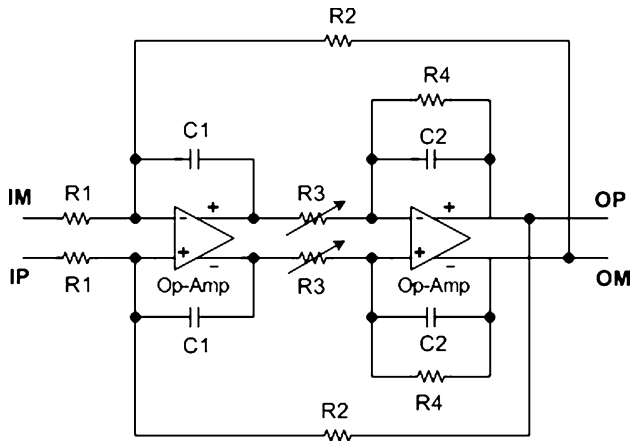 R2
R4
C1
C2
IM
R1
R3
OP
-
+
-
+
+
-
+
-
IP
R1
Op-Amp
R3
Op-Amp
OM
C1
C2
R4
R2